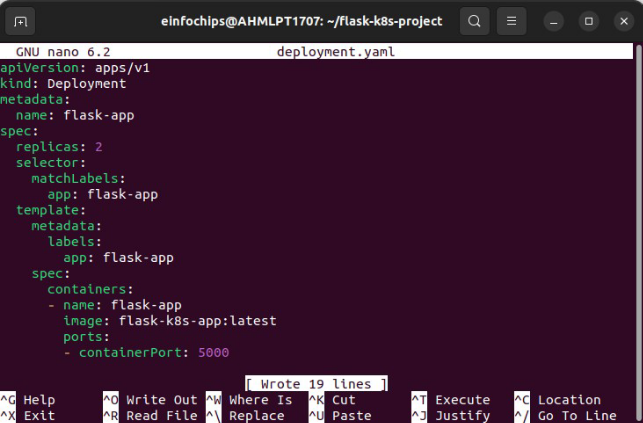 einfochips@AHMLPT1707: ~/flask-k8s-project
GNU nano 6.2 deployment.yaml
apiVersion: apps/v1
kind: Deployment
metadata:
  name: flask-app
spec:
  replicas: 2
  selector:
    matchLabels:
      app: flask-app
  template:
    metadata:
      labels:
        app: flask-app
    spec:
      containers:
      - name: flask-app
        image: flask-k8s-app:latest
        ports:
        - containerPort: 5000
[ Wrote 19 lines ]
^G Help ^O Write Out ^W Where Is ^K Cut ^T Execute ^C Location
^X Exit ^R Read File ^\ Replace ^U Paste ^J Justify ^/ Go To Line